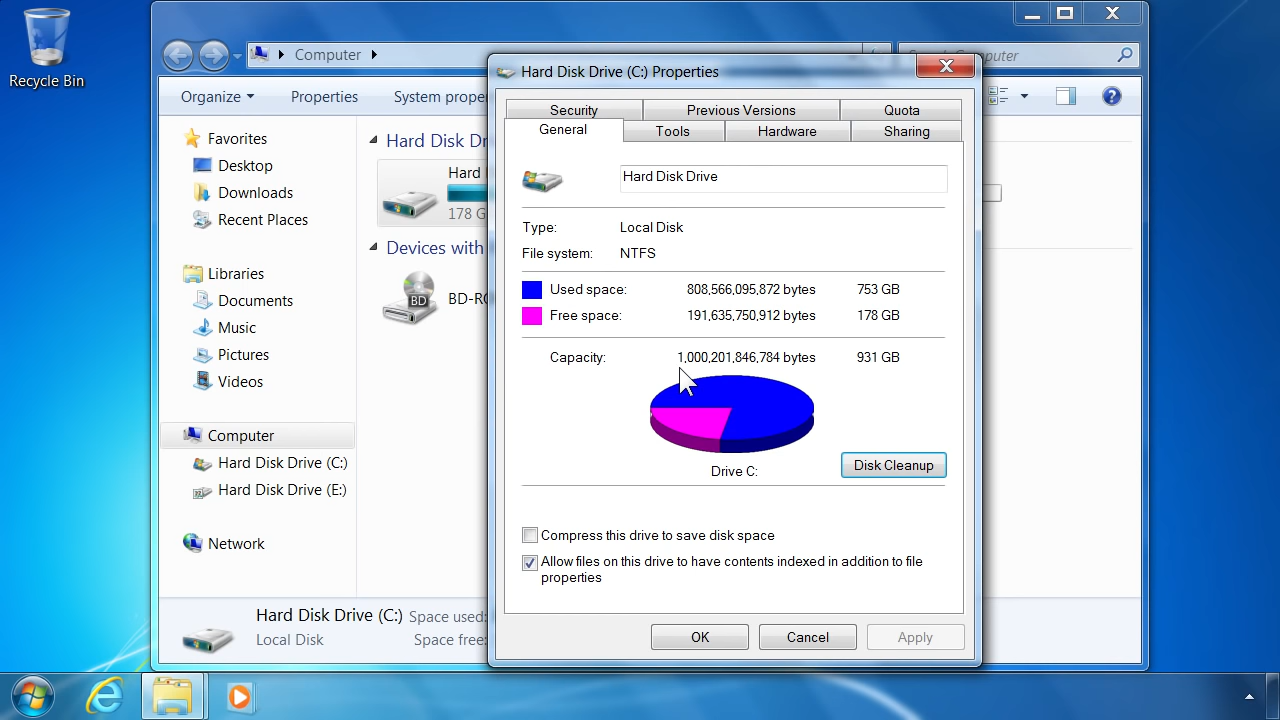 Recycle Bin
Computer
Search Computer
Organize
Properties
System prope
Favorites
Desktop
Downloads
Recent Places
Libraries
Documents
Music
Pictures
Videos
Computer
Hard Disk Drive (C:)
Hard Disk Drive (E:)
Network
Hard Disk Dr
Hard
178 G
Devices with
BD
BD-RO
Hard Disk Drive (C:) Space used:
Local Disk Space free:
Hard Disk Drive (C:) Properties
Security Previous Versions Quota
General Tools Hardware Sharing
Hard Disk Drive
Type: Local Disk
File system: NTFS
Used space: 808,566,095,872 bytes 753 GB
Free space: 191,635,750,912 bytes 178 GB
Capacity: 1,000,201,846,784 bytes 931 GB
Drive C:
Disk Cleanup
Compress this drive to save disk space
Allow files on this drive to have contents indexed in addition to file
properties
OK Cancel Apply